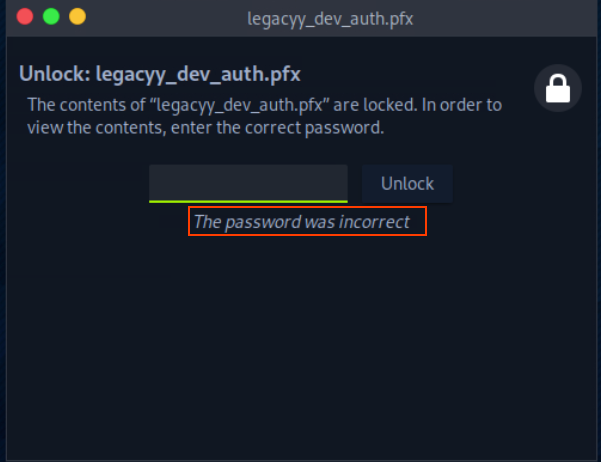 legacyy_dev_auth.pfx
Unlock: legacyy_dev_auth.pfx
The contents of “legacyy_dev_auth.pfx” are locked. In order to
view the contents, enter the correct password.
Unlock
The password was incorrect